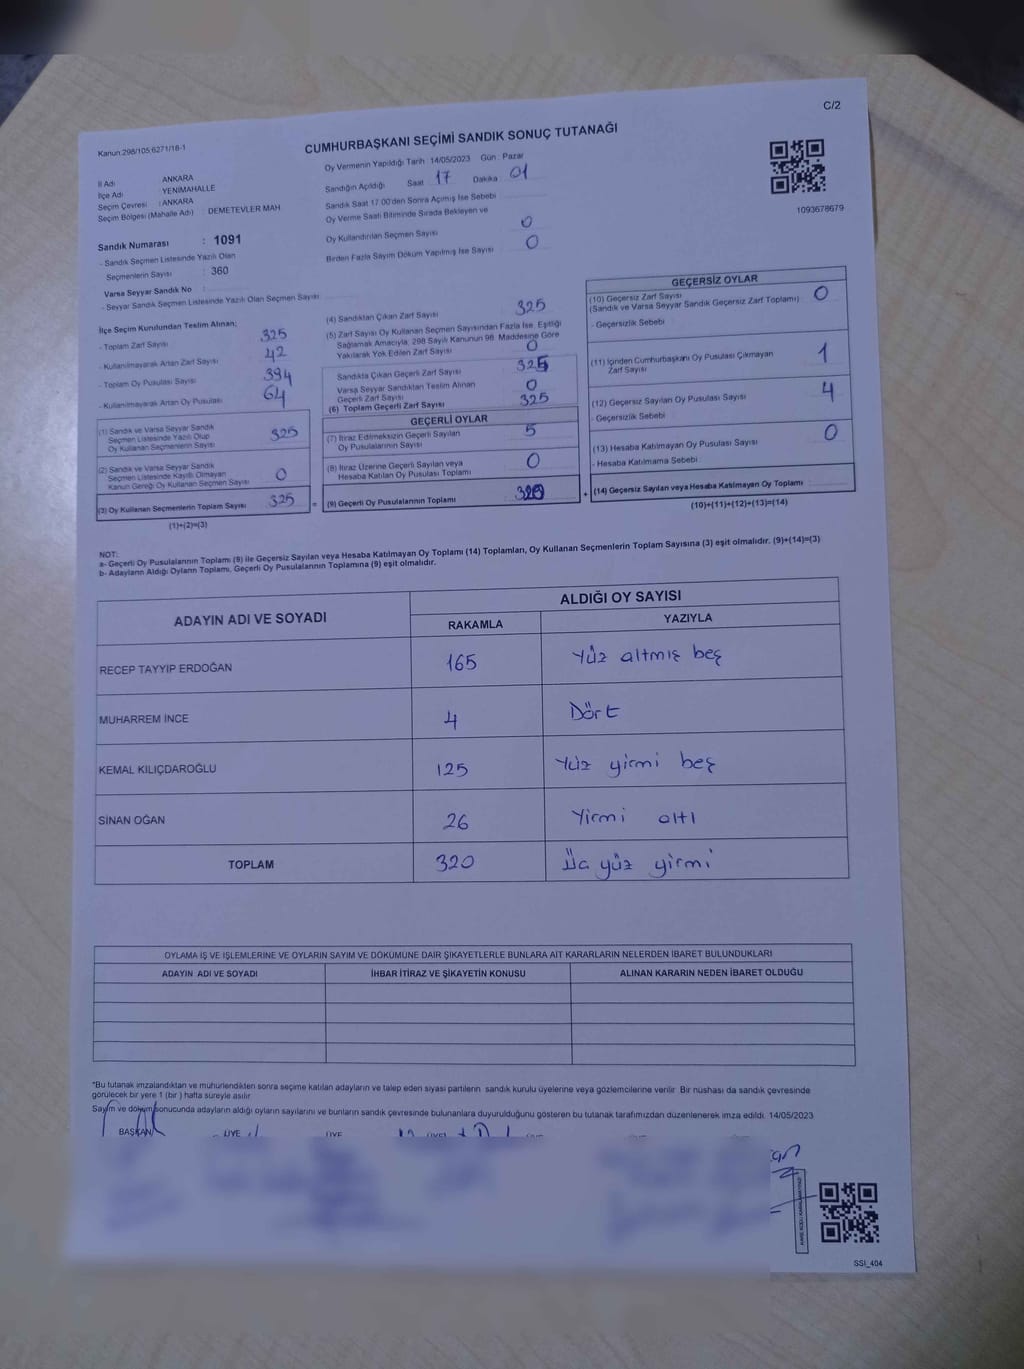 C/2
Kanun:298/105;6271/18-1
CUMHURBAŞKANI SEÇİMİ SANDIK SONUÇ TUTANAĞI
İl Adı ANKARA
İlçe Adı YENİMAHALLE
Seçim Çevresi : ANKARA
Seçim Bölgesi (Mahalle Adı) : DEMETEVLER MAH
Oy Vermenin Yapıldığı Tarih : 14/05/2023 Gün : Pazar
Sandığın Açıldığı Saat 17 Dakika 01
Sandık Saat 17:00'den Sonra Açımış İse Sebebi
Oy Verme Saati Bitiminde Sırada Bekleyen ve
Oy Kullandırılan Seçmen Sayısı 0
Birden Fazla Sayım Döküm Yapılmış İse Sayısı 0
1093678679
Sandık Numarası : 1091
- Sandık Seçmen Listesinde Yazılı Olan
Seçmenlerin Sayısı : 360
Varsa Seyyar Sandık No :
- Seyyar Sandık Seçmen Listesinde Yazılı Olan Seçmen Sayısı
İlçe Seçim Kurulundan Teslim Alınan;
- Toplam Zarf Sayısı 325
- Kullanılmayarak Artan Zarf Sayısı 42
- Toplam Oy Pusulası Sayısı 394
- Kullanılmayarak Artan Oy Pusulası 64
(1) Sandık ve Varsa Seyyar Sandık
Seçmen Listesinde Yazılı Olup
Oy Kullanan Seçmenlerin Sayısı 325
(2) Sandık ve Varsa Seyyar Sandık
Seçmen Listesinde Kayıtlı Olmayan
Kanun Gereği Oy Kullanan Seçmen Sayısı 0
(3) Oy Kullanan Seçmenlerin Toplam Sayısı 325
(1)+(2)=(3)
(4) Sandıktan Çıkan Zarf Sayısı 325
(5) Zarf Sayısı Oy Kullanan Seçmen Sayısından Fazla İse, Eşitliği
Sağlamak Amacıyla, 298 Sayılı Kanunun 98. Maddesine Göre
Yakılarak Yok Edilen Zarf Sayısı 0
Sandıkta Çıkan Geçerli Zarf Sayısı 325
Varsa Seyyar Sandıktan Teslim Alınan
Geçerli Zarf Sayısı 0
(6) Toplam Geçerli Zarf Sayısı 325
GEÇERLİ OYLAR
(7) İtiraz Edilmeksizin Geçerli Sayılan
Oy Pusulalarının Sayısı 5
(8) İtiraz Üzerine Geçerli Sayılan veya
Hesaba Katılan Oy Pusulası Toplamı 0
=
(9) Geçerli Oy Pusulalarının Toplamı 320
GEÇERSİZ OYLAR
(10) Geçersiz Zarf Sayısı
(Sandık ve Varsa Seyyar Sandık Geçersiz Zarf Toplamı) 0
- Geçersizlik Sebebi
(11) İçinden Cumhurbaşkanı Oy Pusulası Çıkmayan
Zarf Sayısı 1
(12) Geçersiz Sayılan Oy Pusulası Sayısı 4
- Geçersizlik Sebebi
(13) Hesaba Katılmayan Oy Pusulası Sayısı 0
- Hesaba Katılmama Sebebi
+
(14) Geçersiz Sayılan veya Hesaba Katılmayan Oy Toplamı
(10)+(11)+(12)+(13)=(14)
NOT:
a- Geçerli Oy Pusulalarının Toplamı (9) ile Geçersiz Sayılan veya Hesaba Katılmayan Oy Toplamı (14) Toplamları, Oy Kullanan Seçmenlerin Toplam Sayısına (3) eşit olmalıdır. (9)+(14)=(3)
b- Adayların Aldığı Oyların Toplamı, Geçerli Oy Pusulalarının Toplamına (9) eşit olmalıdır.
ADAYIN ADI VE SOYADI
ALDIĞI OY SAYISI
RAKAMLA YAZIYLA
RECEP TAYYİP ERDOĞAN 165 Yüz altmış beş
MUHARREM İNCE 4 Dört
KEMAL KILIÇDAROĞLU 125 Yüz yirmi beş
SİNAN OĞAN 26 Yirmi altı
TOPLAM 320 Üç yüz yirmi
OYLAMA İŞ VE İŞLEMLERİNE VE OYLARIN SAYIM VE DÖKÜMÜNE DAİR ŞİKAYETLERLE BUNLARA AİT KARARLARIN NELERDEN İBARET BULUNDUKLARI
ADAYIN ADI VE SOYADI İHBAR İTİRAZ VE ŞİKAYETİN KONUSU ALINAN KARARIN NEDEN İBARET OLDUĞU
*Bu tutanak imzalandıktan ve mühürlendikten sonra seçime katılan adayların ve talep eden siyasi partilerin sandık kurulu üyelerine veya gözlemcilerine verilir. Bir nüshası da sandık çevresinde
görülecek bir yere 1 (bir ) hafta süreyle asılır.
Sayım ve döküm sonucunda adayların aldığı oyların sayılarını ve bunların sandık çevresinde bulunanlara duyurulduğunu gösteren bu tutanak tarafımızdan düzenlenerek imza edildi. 14/05/2023
BAŞKAN ÜYE ÜYE
SSI_404